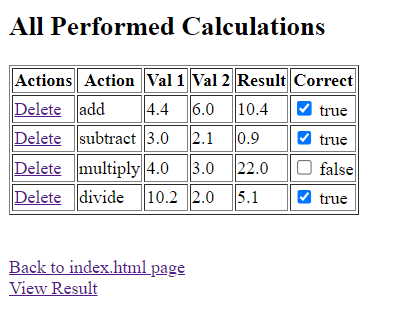 All Performed Calculations
Actions Action Val 1 Val 2 Result Correct
Delete add 4.4 6.0 10.4 true
Delete subtract 3.0 2.1 0.9 true
Delete multiply 4.0 3.0 22.0 false
Delete divide 10.2 2.0 5.1 true
Back to index.html page
View Result